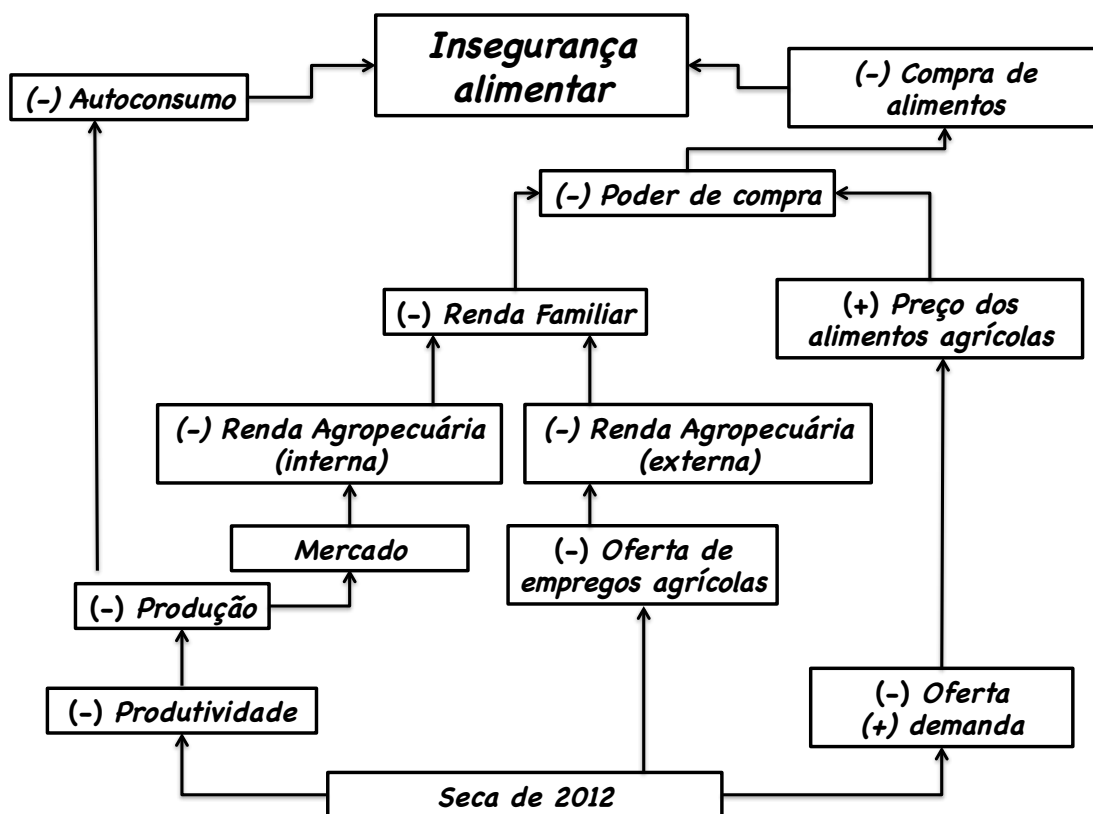 Insegurança
alimentar
(-) Autoconsumo
(-) Compra de
alimentos
(-) Poder de compra
(-) Renda Familiar
(+) Preço dos
alimentos agrícolas
(-) Renda Agropecuária
(interna)
(-) Renda Agropecuária
(externa)
Mercado
(-) Oferta de
empregos agrícolas
(-) Produção
(-) Produtividade
(-) Oferta
(+) demanda
Seca de 2012